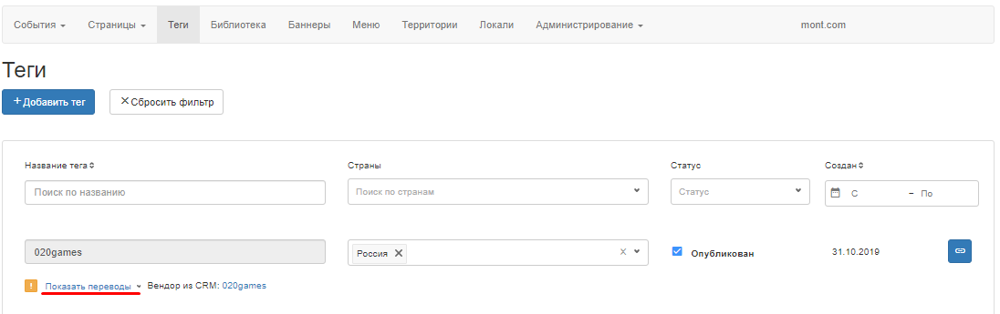 События Страницы Теги Библиотека Баннеры Меню Территории Локали Администрирование mont.com
Теги
+Добавить тег ×Сбросить фильтр
Название тега Страны Статус Создан
Поиск по названию Поиск по странам Статус С – По
020games Россия × × Опубликован 31.10.2019
! Показать переводы Вендор из CRM: 020games